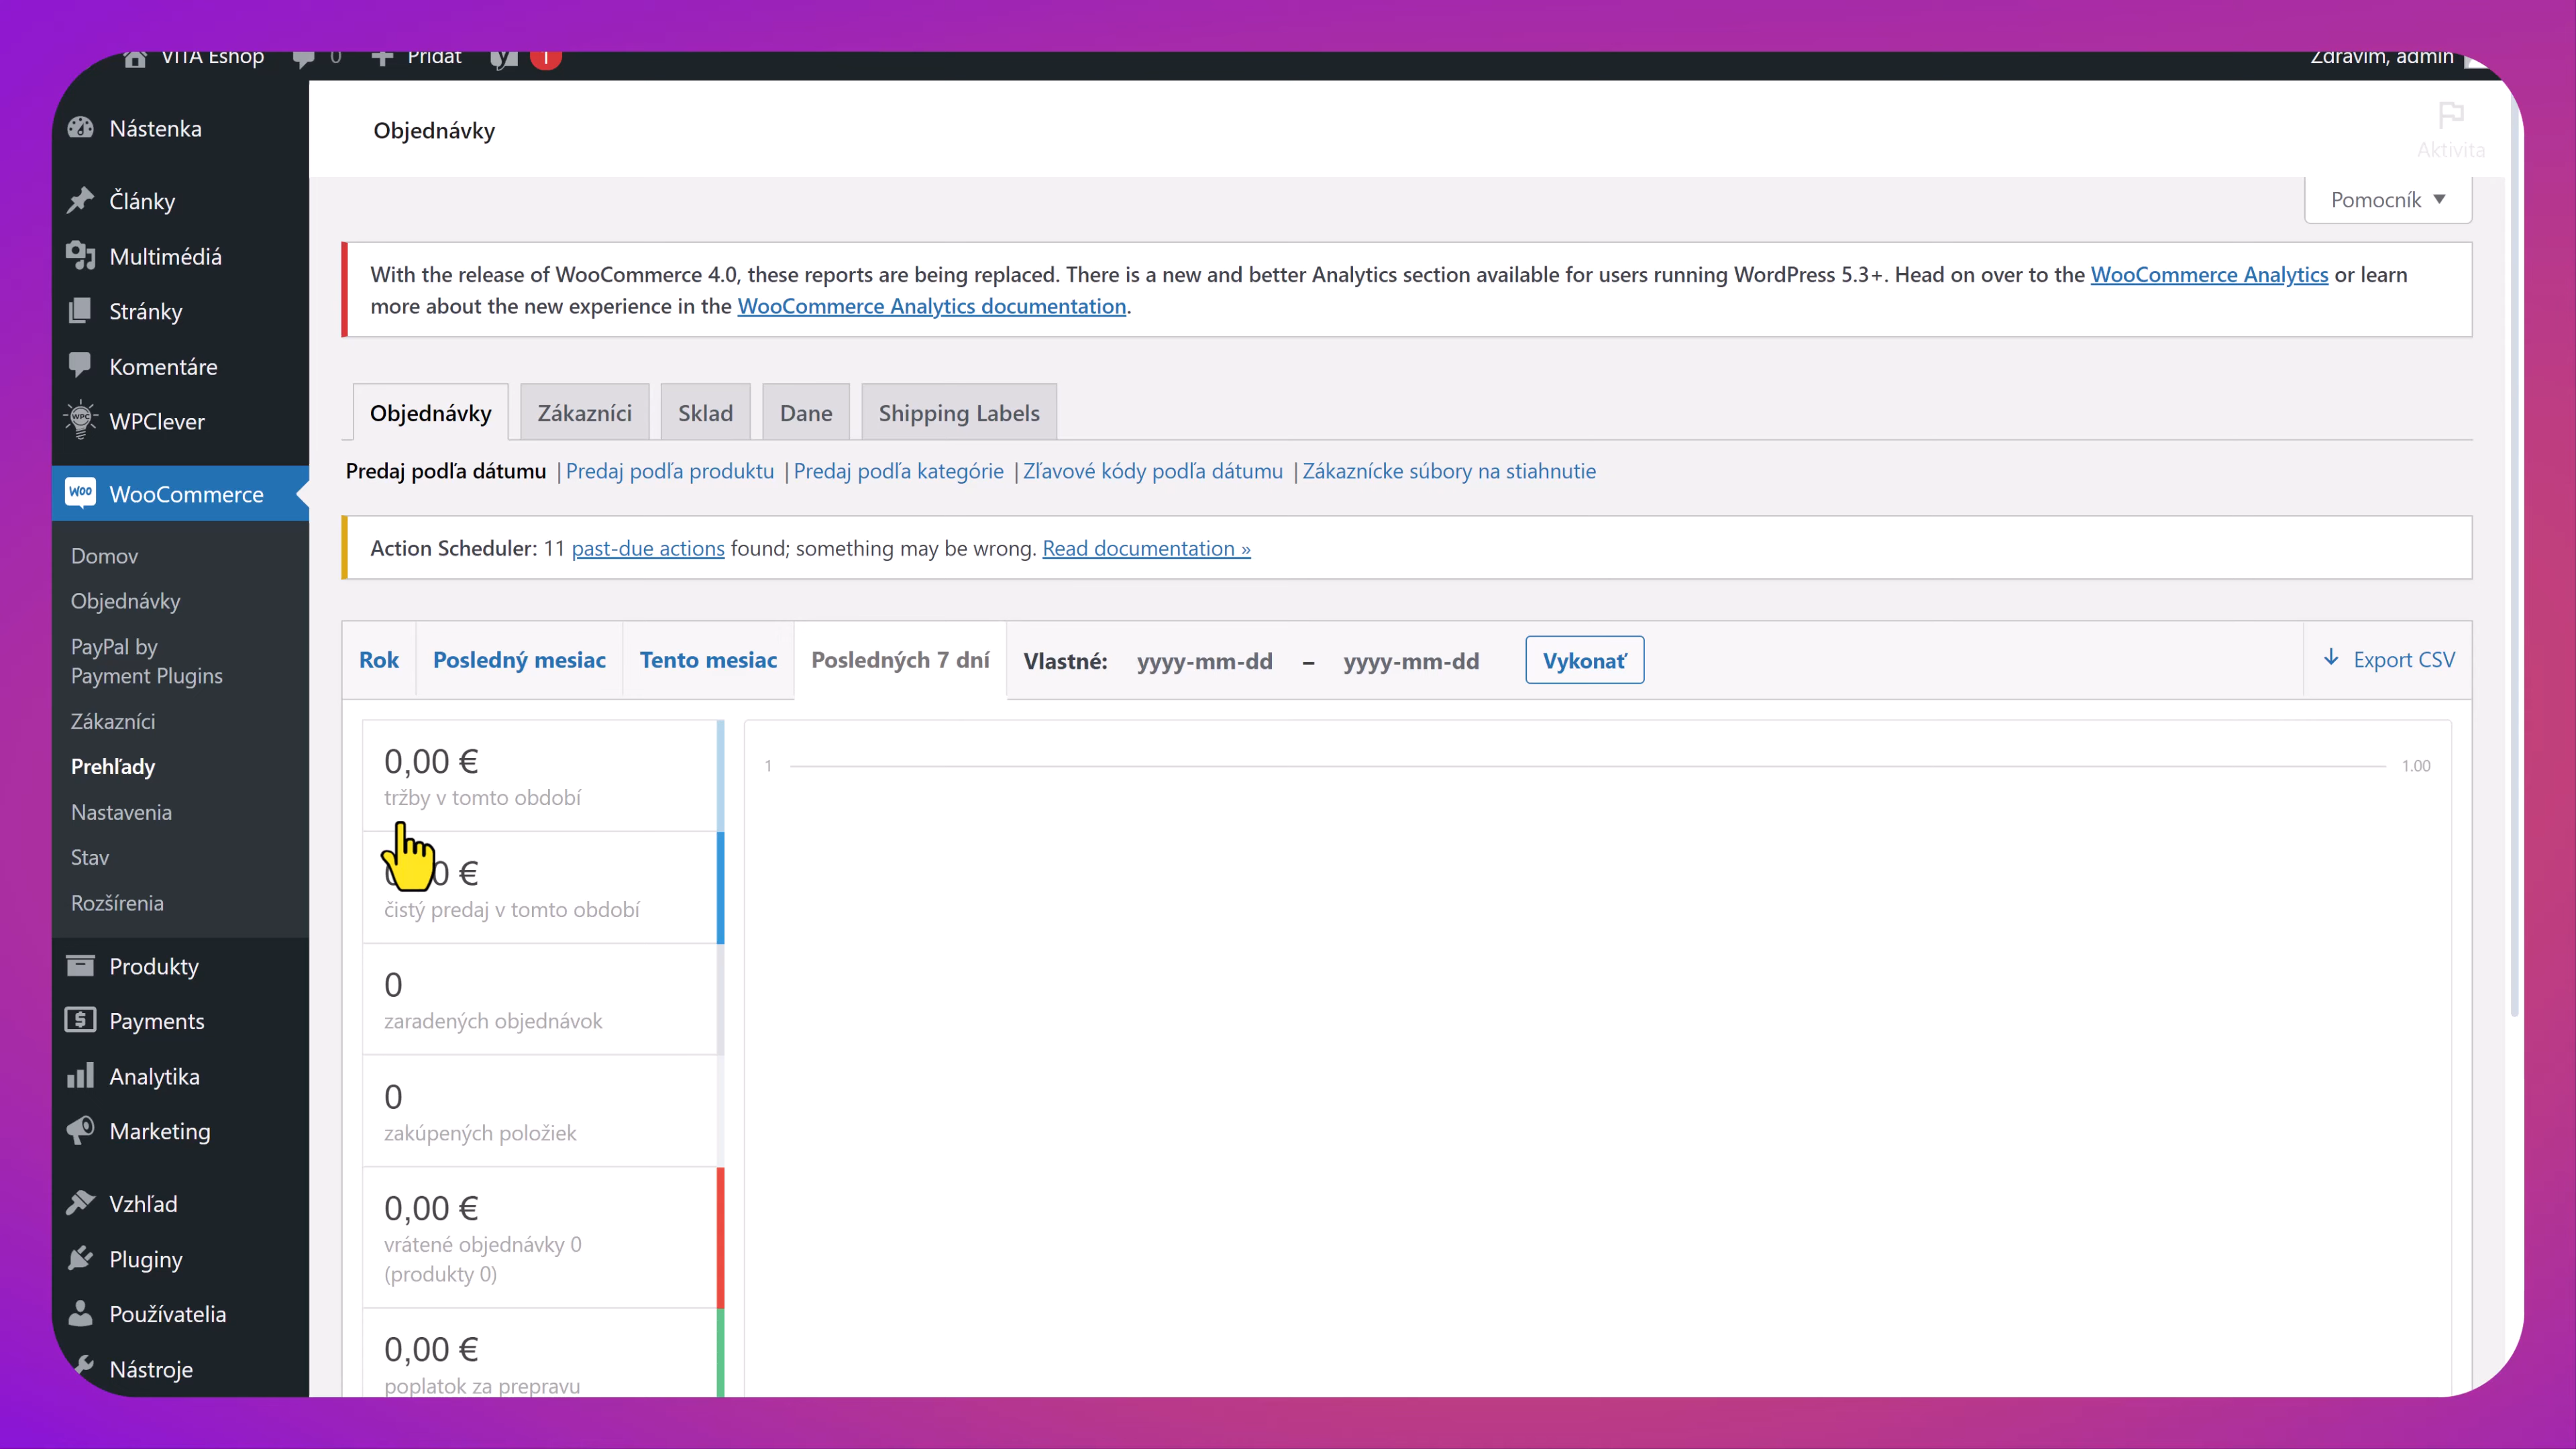 VITA Eshop 0 Pridať 1
Zdravím, admin
Nástenka
Články
Multimédiá
Stránky
Komentáre
WPC WPClever
Woo WooCommerce
Domov
Objednávky
PayPal by
Payment Plugins
Zákazníci
Prehľady
Nastavenia
Stav
Rozšírenia
Produkty
Payments
Analytika
Marketing
Vzhľad
Pluginy
Používatelia
Nástroje
Objednávky
Aktivita
Pomocník
With the release of WooCommerce 4.0, these reports are being replaced. There is a new and better Analytics section available for users running WordPress 5.3+. Head on over to the WooCommerce Analytics or learn
more about the new experience in the WooCommerce Analytics documentation.
Objednávky Zákazníci Sklad Dane Shipping Labels
Predaj podľa dátumu | Predaj podľa produktu | Predaj podľa kategórie | Zľavové kódy podľa dátumu | Zákaznícke súbory na stiahnutie
Action Scheduler: 11 past-due actions found; something may be wrong. Read documentation »
Rok Posledný mesiac Tento mesiac Posledných 7 dní Vlastné: yyyy-mm-dd – yyyy-mm-dd Vykonať Export CSV
0,00 €
tržby v tomto období
0 €
čistý predaj v tomto období
0
zaradených objednávok
0
zakúpených položiek
0,00 €
vrátené objednávky 0
(produkty 0)
0,00 €
poplatok za prepravu
1 1.00